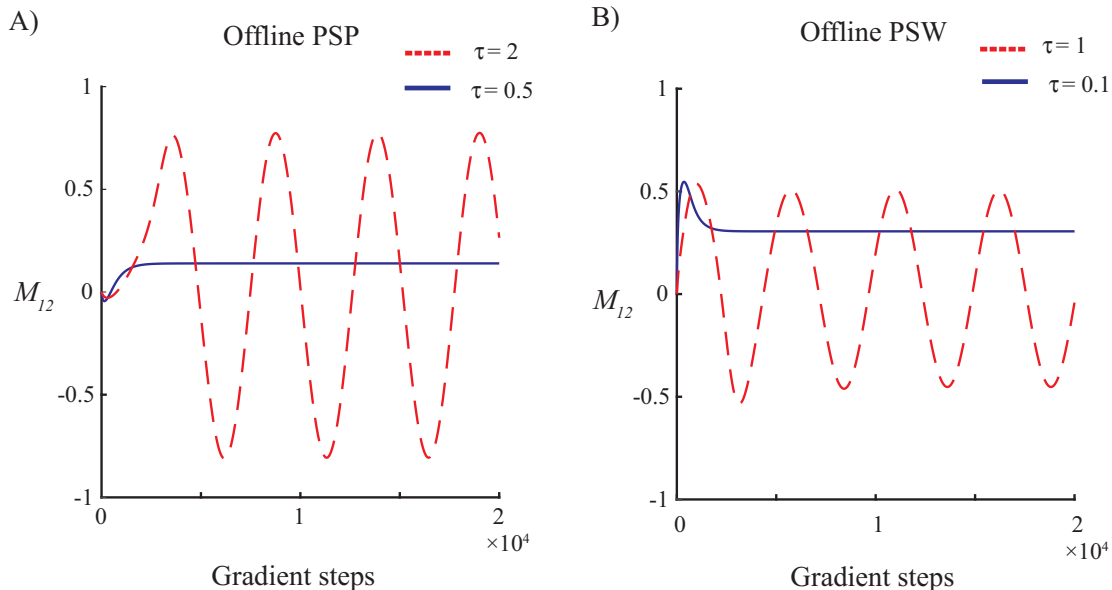 A)
Offline PSP
τ = 2
τ = 0.5
1
0.5
M12
0
-0.5
-1
0
1
2
×10^4
Gradient steps
B)
Offline PSW
τ = 1
τ = 0.1
1
0.5
M12
0
-0.5
-1
0
1
2
×10^4
Gradient steps